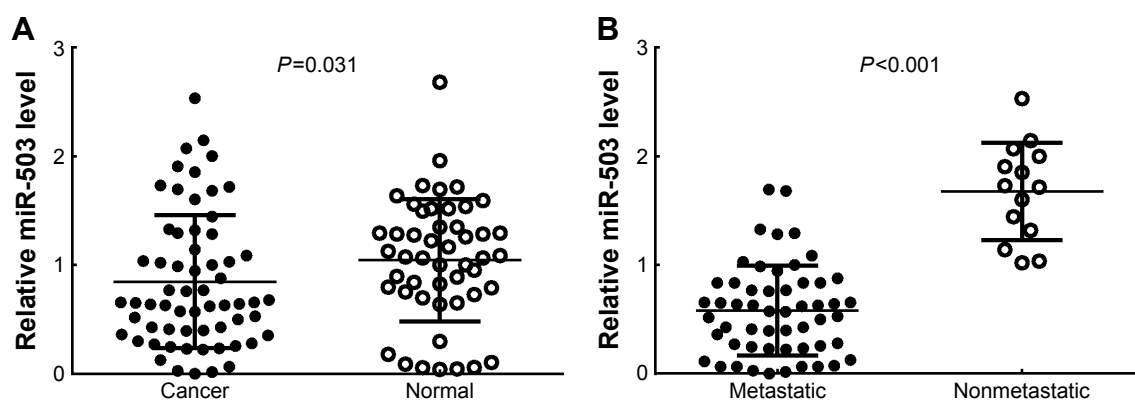 A
Relative miR-503 level
3
2
1
0
P=0.031
Cancer
Normal
B
Relative miR-503 level
3
2
1
0
P<0.001
Metastatic
Nonmetastatic